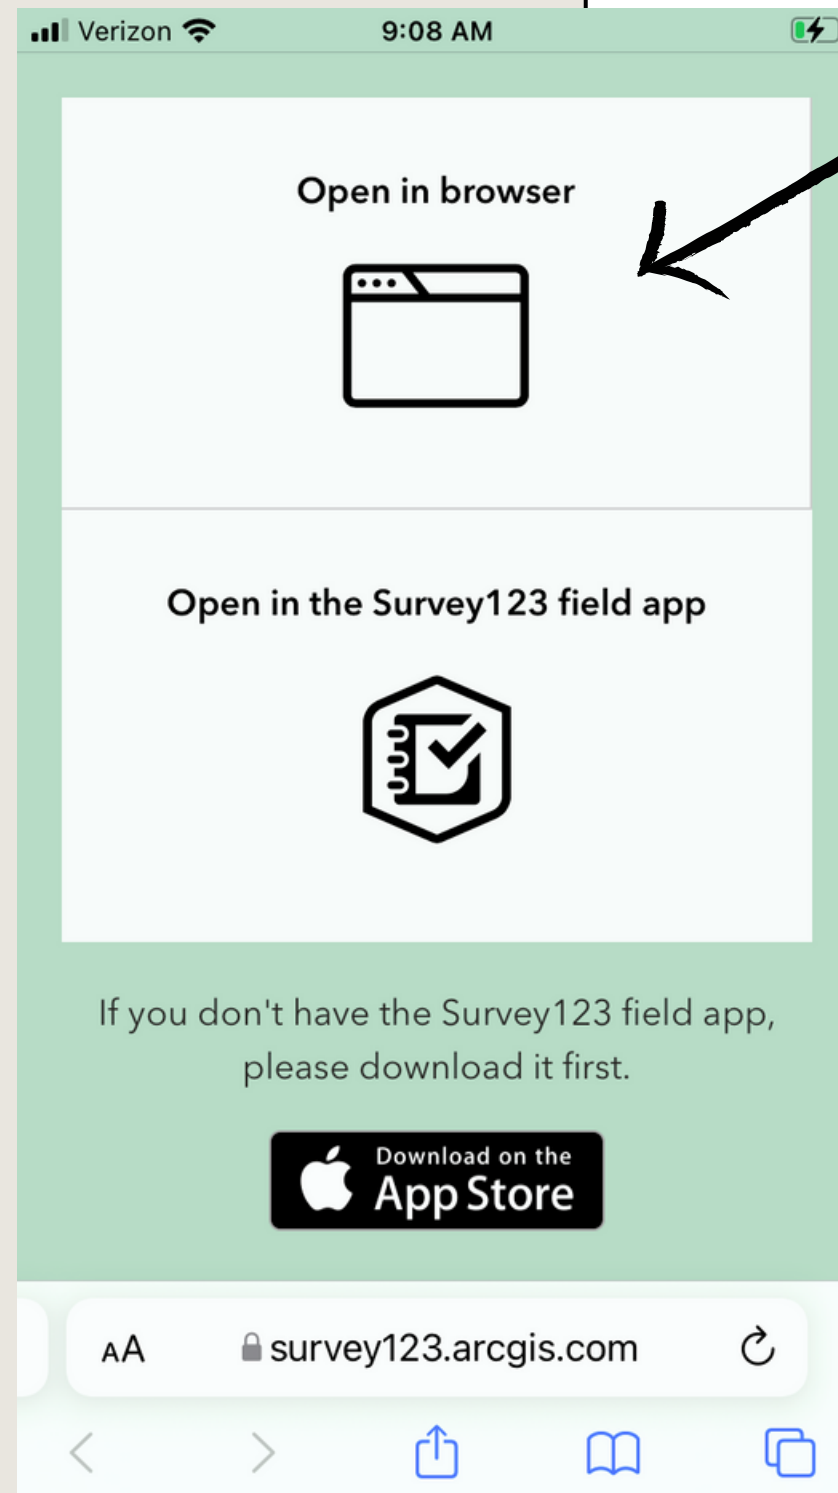 Verizon 9:08 AM
Open in browser
Open in the Survey123 field app
If you don't have the Survey123 field app,
please download it first.
Download on the
App Store
AA survey123.arcgis.com